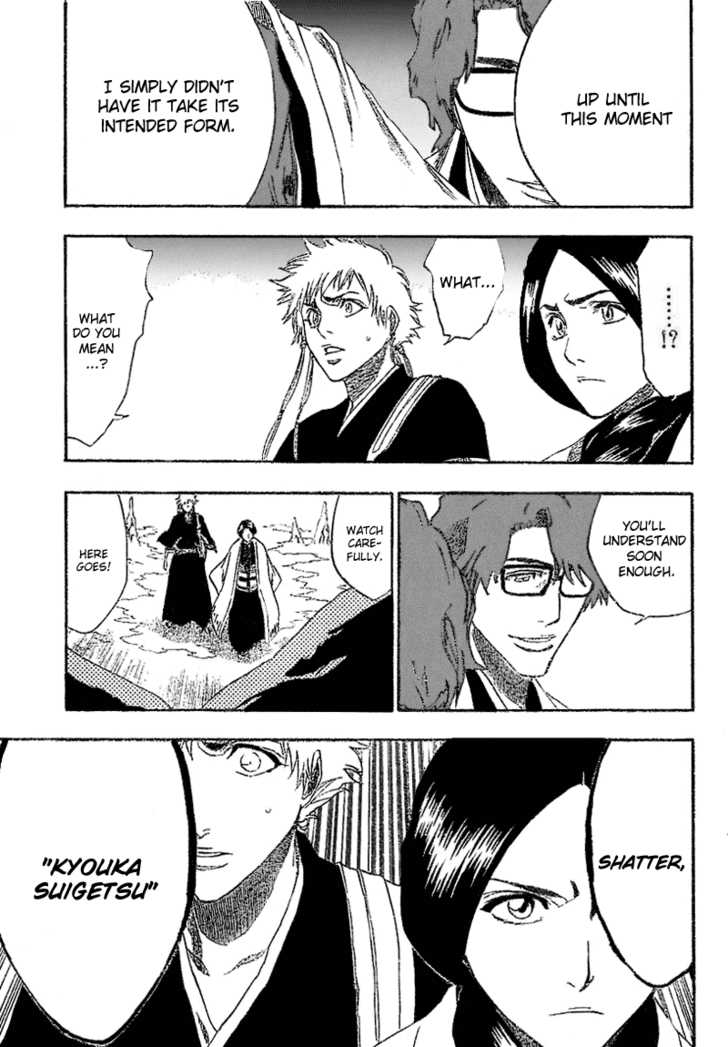 UP UNTIL
THIS MOMENT
I SIMPLY DIDN'T
HAVE IT TAKE ITS
INTENDED FORM.
......!?
WHAT...
WHAT
DO YOU
MEAN
...?
YOU'LL
UNDERSTAND
SOON
ENOUGH.
WATCH
CARE-
FULLY.
HERE
GOES!
SHATTER,
"KYOUKA
SUIGETSU"